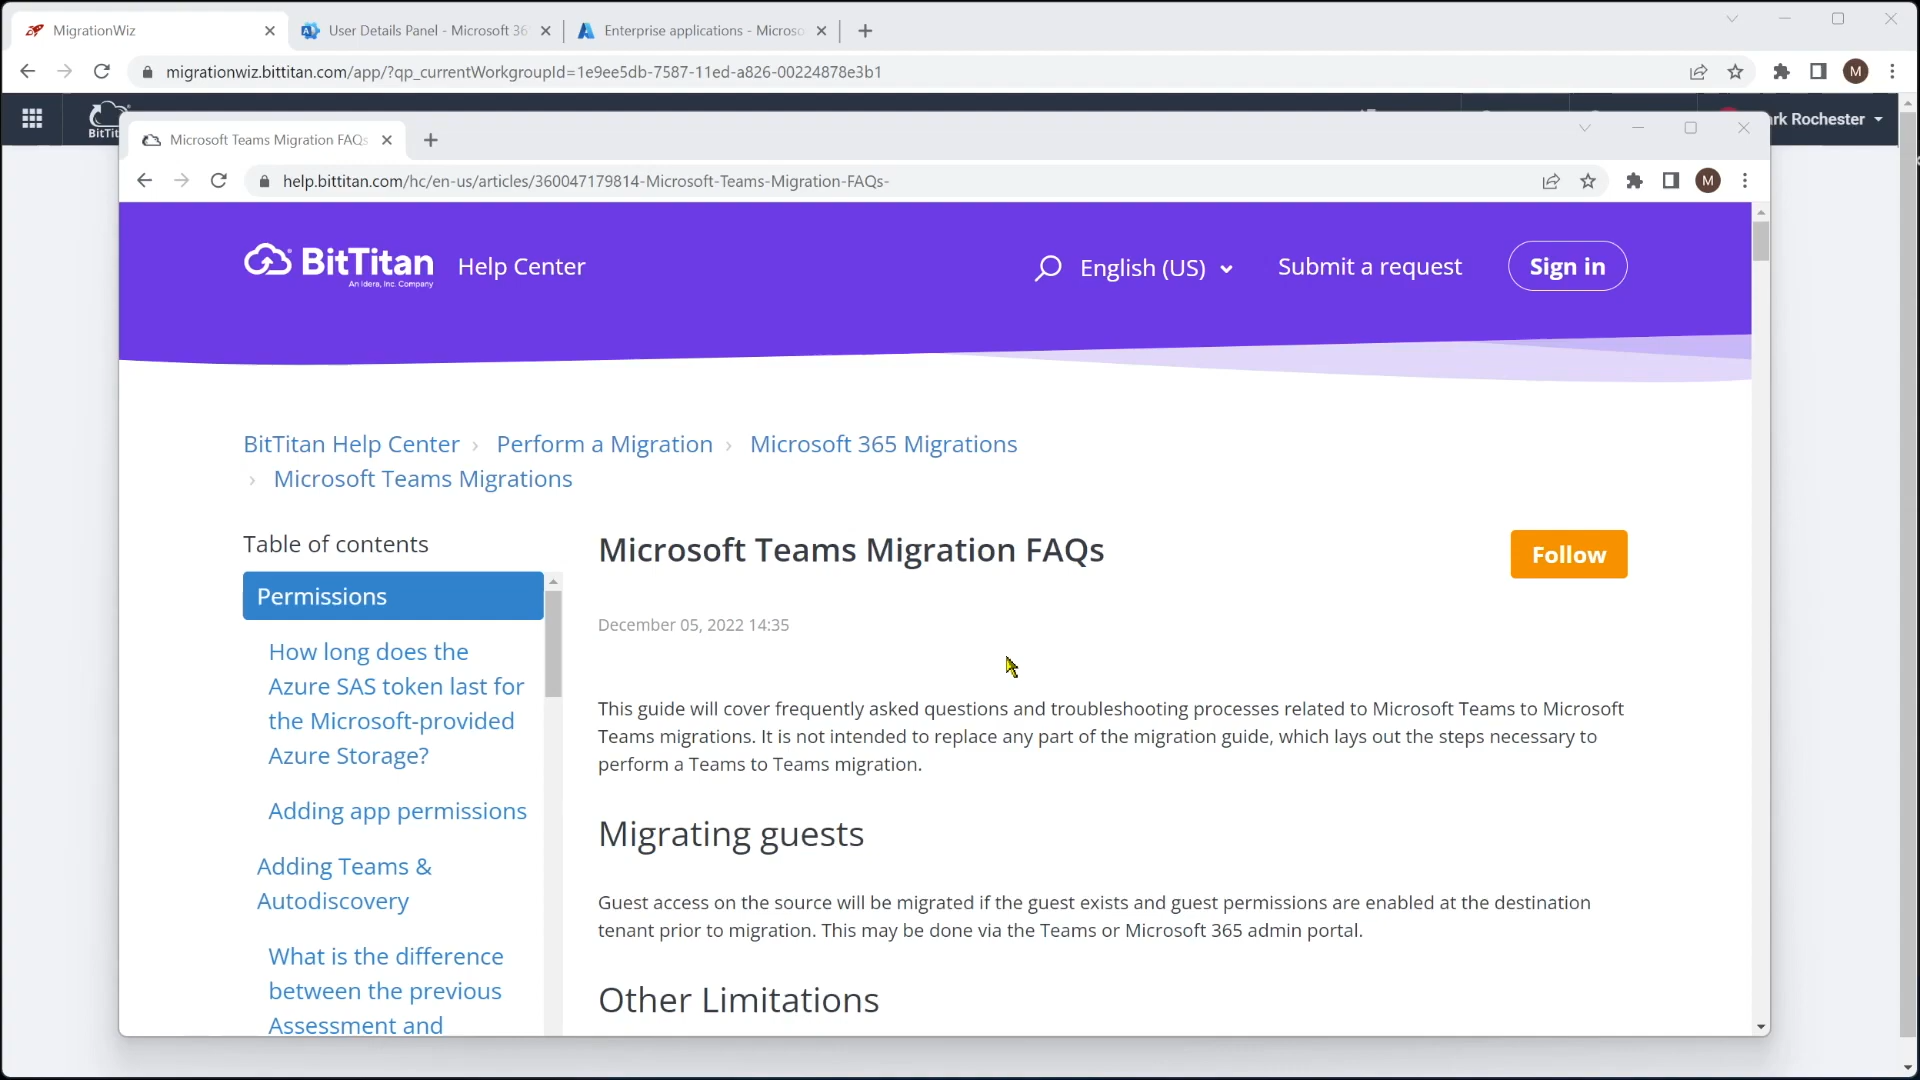 MigrationWiz
User Details Panel - Microsoft 36
Enterprise applications - Microso
migrationwiz.bittitan.com/app/?qp_currentWorkgroupId=1e9ee5db-7587-11ed-a826-00224878e3b1
M
BitTit
rk Rochester
Microsoft Teams Migration FAQs
help.bittitan.com/hc/en-us/articles/360047179814-Microsoft-Teams-Migration-FAQs-
M
BitTitan Help Center
An Idera, Inc. Company
English (US)
Submit a request
Sign in
BitTitan Help Center › Perform a Migration › Microsoft 365 Migrations
› Microsoft Teams Migrations
Table of contents
Permissions
How long does the
Azure SAS token last for
the Microsoft-provided
Azure Storage?
Adding app permissions
Adding Teams &
Autodiscovery
What is the difference
between the previous
Assessment and
Microsoft Teams Migration FAQs
Follow
December 05, 2022 14:35
This guide will cover frequently asked questions and troubleshooting processes related to Microsoft Teams to Microsoft
Teams migrations. It is not intended to replace any part of the migration guide, which lays out the steps necessary to
perform a Teams to Teams migration.
Migrating guests
Guest access on the source will be migrated if the guest exists and guest permissions are enabled at the destination
tenant prior to migration. This may be done via the Teams or Microsoft 365 admin portal.
Other Limitations